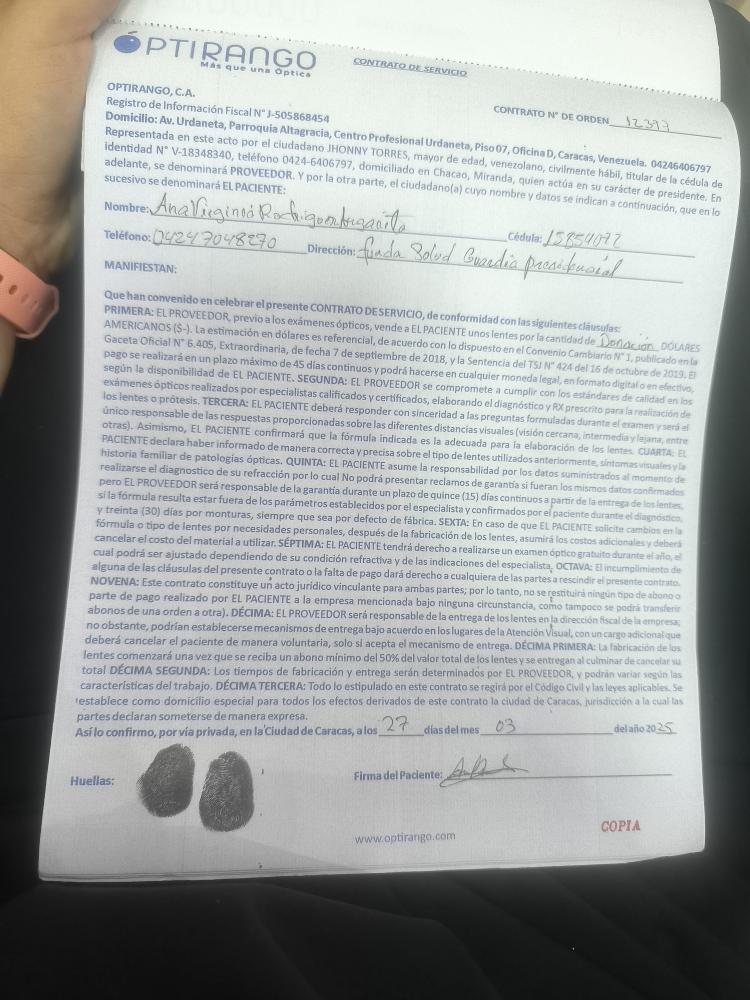 OPTIRANGO
Más que una Óptica
CONTRATO DE SERVICIO
OPTIRANGO, C.A.
Registro de Información Fiscal N° J-505868454
CONTRATO N° DE ORDEN 12397
Domicilio: Av. Urdaneta, Parroquia Altagracia, Centro Profesional Urdaneta, Piso 07, Oficina D, Caracas, Venezuela. 04246406797
Representada en este acto por el ciudadano JHONNY TORRES, mayor de edad, venezolano, civilmente hábil, titular de la cédula de
identidad N° V-18348340, teléfono 0424-6406797, domiciliado en Chacao, Miranda, quien actúa en su carácter de presidente. En
adelante, se denominará PROVEEDOR. Y por la otra parte, el ciudadano(a) cuyo nombre y datos se indican a continuación, que en lo
sucesivo se denominará EL PACIENTE:
Nombre: Ana Virginia Cédula: 15854072
Teléfono: 04247048270 Dirección: funda Salud Guardia presidencial
MANIFIESTAN:
Que han convenido en celebrar el presente CONTRATO DE SERVICIO, de conformidad con las siguientes cláusulas:
PRIMERA: EL PROVEEDOR, previo a los exámenes ópticos, vende a EL PACIENTE unos lentes por la cantidad de Donación DÓLARES
AMERICANOS ($-). La estimación en dólares es referencial, de acuerdo con lo dispuesto en el Convenio Cambiario N° 1, publicado en la
Gaceta Oficial N° 6.405, Extraordinaria, de fecha 7 de septiembre de 2018, y la Sentencia del TSJ N° 424 del 16 de octubre de 2019. El
pago se realizará en un plazo máximo de 45 días continuos y podrá hacerse en cualquier moneda legal, en formato digital o en efectivo,
según la disponibilidad de EL PACIENTE. SEGUNDA: EL PROVEEDOR se compromete a cumplir con los estándares de calidad en los
exámenes ópticos realizados por especialistas calificados y certificados, elaborando el diagnóstico y RX prescrito para la realización de
los lentes o prótesis. TERCERA: EL PACIENTE deberá responder con sinceridad a las preguntas formuladas durante el examen y será el
único responsable de las respuestas proporcionadas sobre las diferentes distancias visuales (visión cercana, intermedia y lejana, entre
otras). Asimismo, EL PACIENTE confirmará que la fórmula indicada es la adecuada para la elaboración de los lentes. CUARTA: EL
PACIENTE declara haber informado de manera correcta y precisa sobre el tipo de lentes utilizados anteriormente, síntomas visuales y la
historia familiar de patologías ópticas. QUINTA: EL PACIENTE asume la responsabilidad por los datos suministrados al momento de
realizarse el diagnostico de su refracción por lo cual No podrá presentar reclamos de garantía si fueran los mismos datos confirmados
pero EL PROVEEDOR será responsable de la garantía durante un plazo de quince (15) días continuos a partir de la entrega de los lentes,
si la fórmula resulta estar fuera de los parámetros establecidos por el especialista y confirmados por el paciente durante el diagnóstico,
y treinta (30) días por monturas, siempre que sea por defecto de fábrica. SEXTA: En caso de que EL PACIENTE solicite cambios en la
fórmula o tipo de lentes por necesidades personales, después de la fabricación de los lentes, asumirá los costos adicionales y deberá
cancelar el costo del material a utilizar. SÉPTIMA: EL PACIENTE tendrá derecho a realizarse un examen óptico gratuito durante el año, el
cual podrá ser ajustado dependiendo de su condición refractiva y de las indicaciones del especialista. OCTAVA: El incumplimiento de
alguna de las cláusulas del presente contrato o la falta de pago dará derecho a cualquiera de las partes a rescindir el presente contrato.
NOVENA: Este contrato constituye un acto jurídico vinculante para ambas partes; por lo tanto, no se restituirá ningún tipo de abono o
parte de pago realizado por EL PACIENTE a la empresa mencionada bajo ninguna circunstancia, como tampoco se podrá transferir
abonos de una orden a otra). DÉCIMA: EL PROVEEDOR será responsable de la entrega de los lentes en la dirección fiscal de la empresa;
no obstante, podrían establecerse mecanismos de entrega bajo acuerdo en los lugares de la Atención Visual, con un cargo adicional que
deberá cancelar el paciente de manera voluntaria, solo si acepta el mecanismo de entrega. DÉCIMA PRIMERA: La fabricación de los
lentes comenzará una vez que se reciba un abono mínimo del 50% del valor total de los lentes y se entregan al culminar de cancelar su
total DÉCIMA SEGUNDA: Los tiempos de fabricación y entrega serán determinados por EL PROVEEDOR, y podrán variar según las
características del trabajo. DÉCIMA TERCERA: Todo lo estipulado en este contrato se regirá por el Código Civil y las leyes aplicables. Se
establece como domicilio especial para todos los efectos derivados de este contrato la ciudad de Caracas, jurisdicción a la cual las
partes declaran someterse de manera expresa.
Así lo confirmo, por vía privada, en la Ciudad de Caracas, a los 27 días del mes 03 del año 2025
Huellas:
Firma del Paciente:
COPIA
www.optirango.com